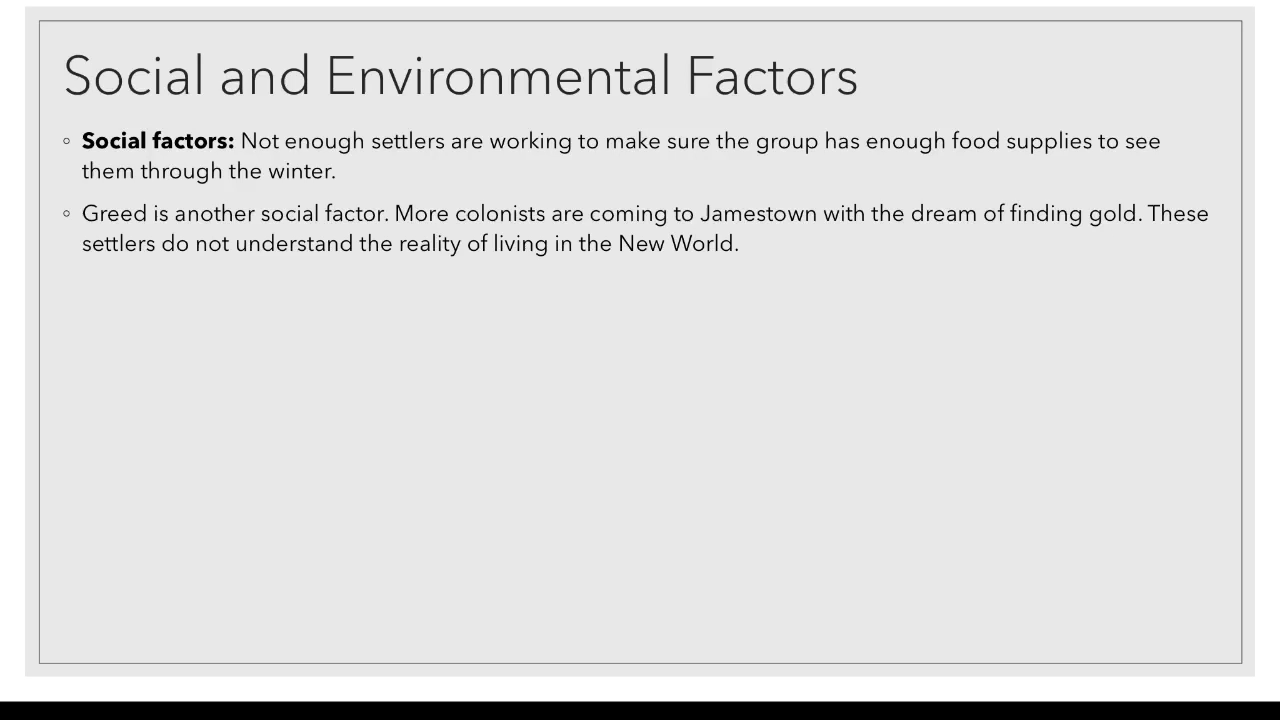 Social and Environmental Factors
◦ Social factors: Not enough settlers are working to make sure the group has enough food supplies to see
them through the winter.
◦ Greed is another social factor. More colonists are coming to Jamestown with the dream of finding gold. These
settlers do not understand the reality of living in the New World.